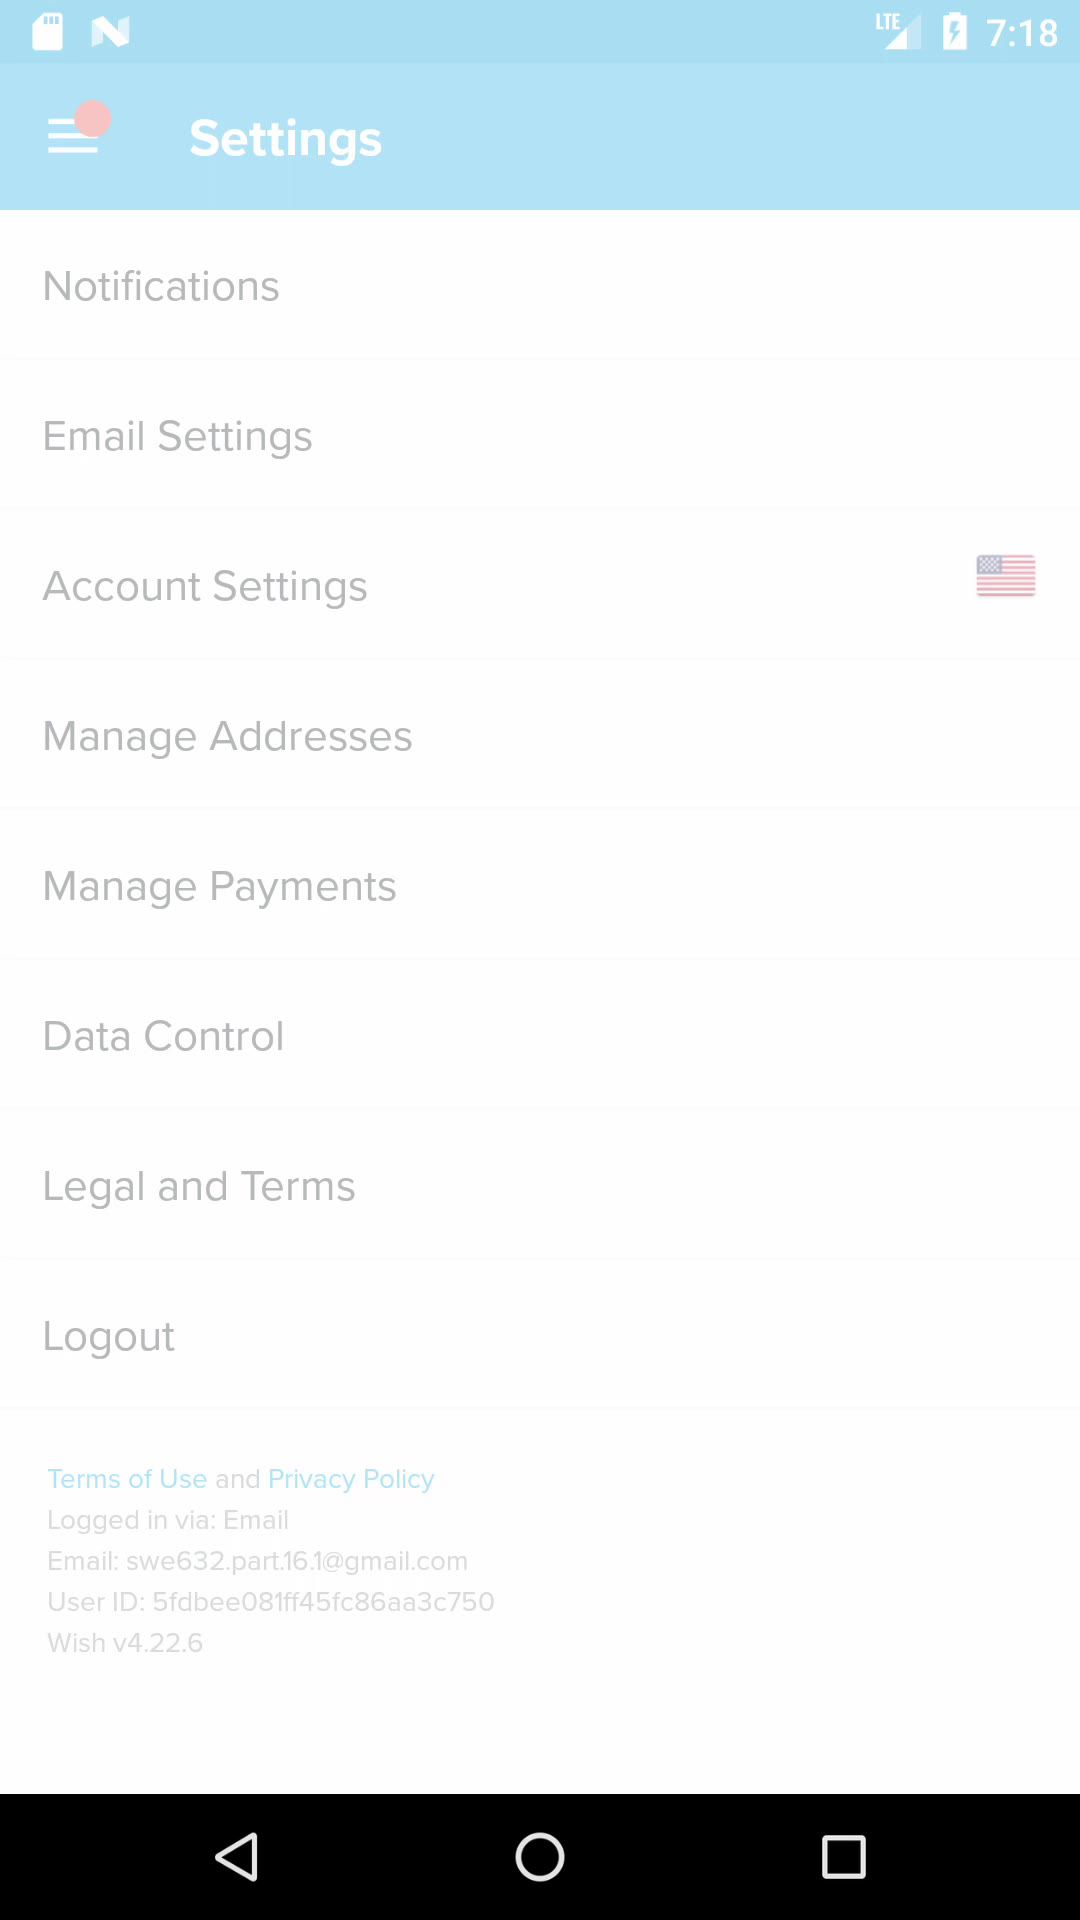 LTE 7:18
Settings
Notifications
Email Settings
Account Settings
Manage Addresses
Manage Payments
Data Control
Legal and Terms
Logout
Terms of Use and Privacy Policy
Logged in via: Email
Email: swe632.part.16.1@gmail.com
User ID: 5fdbee081ff45fc86aa3c750
Wish v4.22.6